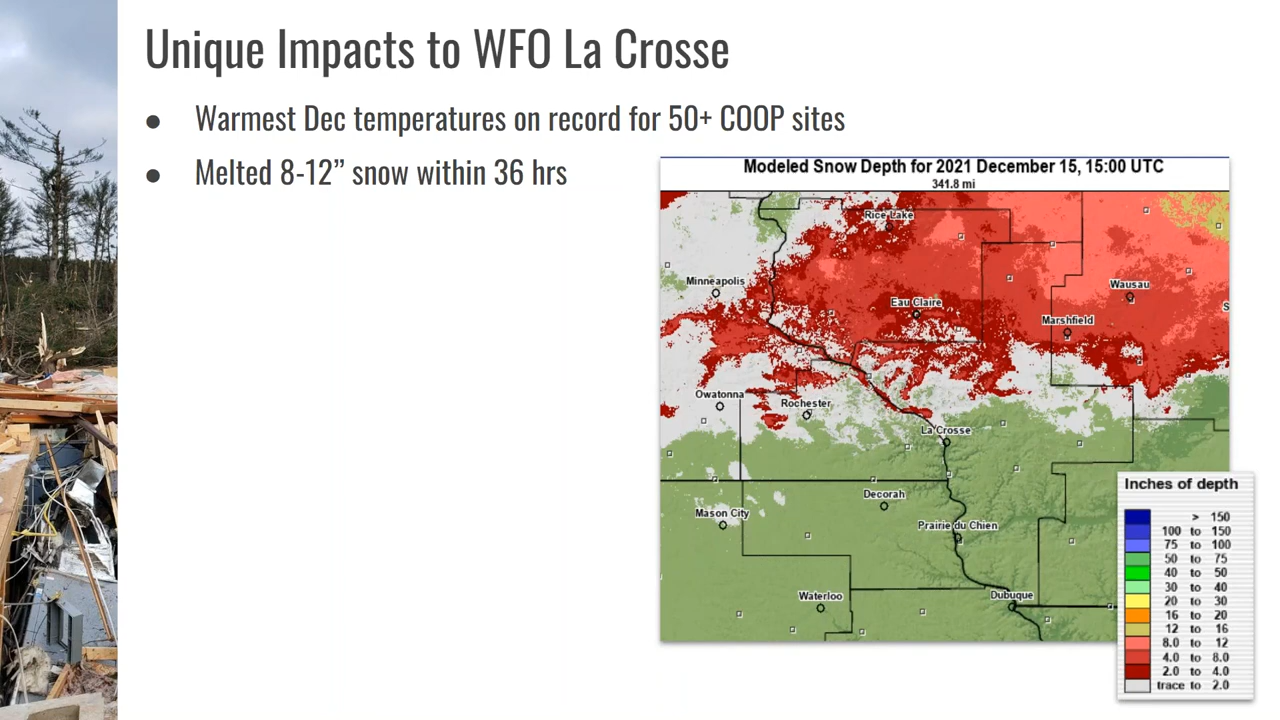 Unique Impacts to WFO La Crosse
● Warmest Dec temperatures on record for 50+ COOP sites
● Melted 8-12” snow within 36 hrs
Modeled Snow Depth for 2021 December 15, 15:00 UTC
341.8 mi
Rice Lake
Minneapolis
Wausau
Eau Claire
S
Marshfield
Owatonna
Rochester
La Crosse
Decorah
Mason City
Prairie du Chien
Waterloo
Dubuque
Inches of depth
> 150
100 to 150
75 to 100
50 to 75
40 to 50
30 to 40
20 to 30
16 to 20
12 to 16
8.0 to 12
4.0 to 8.0
2.0 to 4.0
trace to 2.0